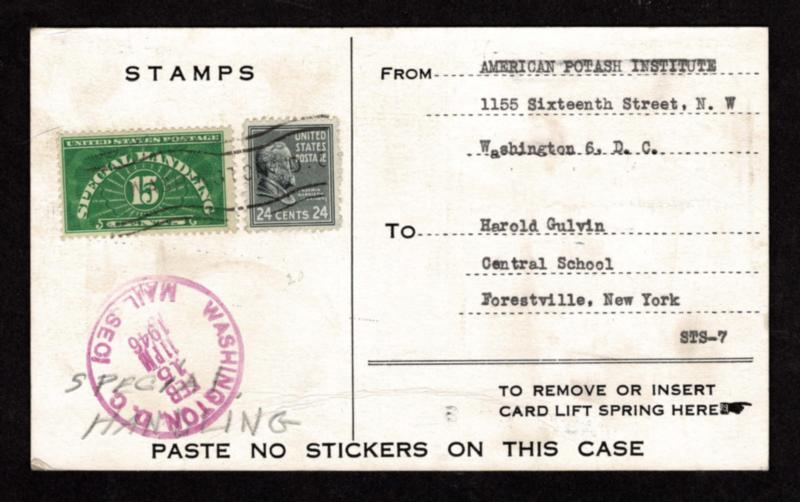 STAMPS
UNITED STATES POSTAGE
SPECIAL HANDLING
15
UNITED
STATES
POSTAGE
24 CENTS 24
WASHINGTON D. C.
MAIL SEC
FEB
15
11 PM
1946
SPECIAL
HANDLING
FROM AMERICAN POTASH INSTITUTE
1155 Sixteenth Street, N. W
Washington 6, D. C.
TO Harold Gulvin
Central School
Forestville, New York
STS-7
TO REMOVE OR INSERT
CARD LIFT SPRING HERE
PASTE NO STICKERS ON THIS CASE